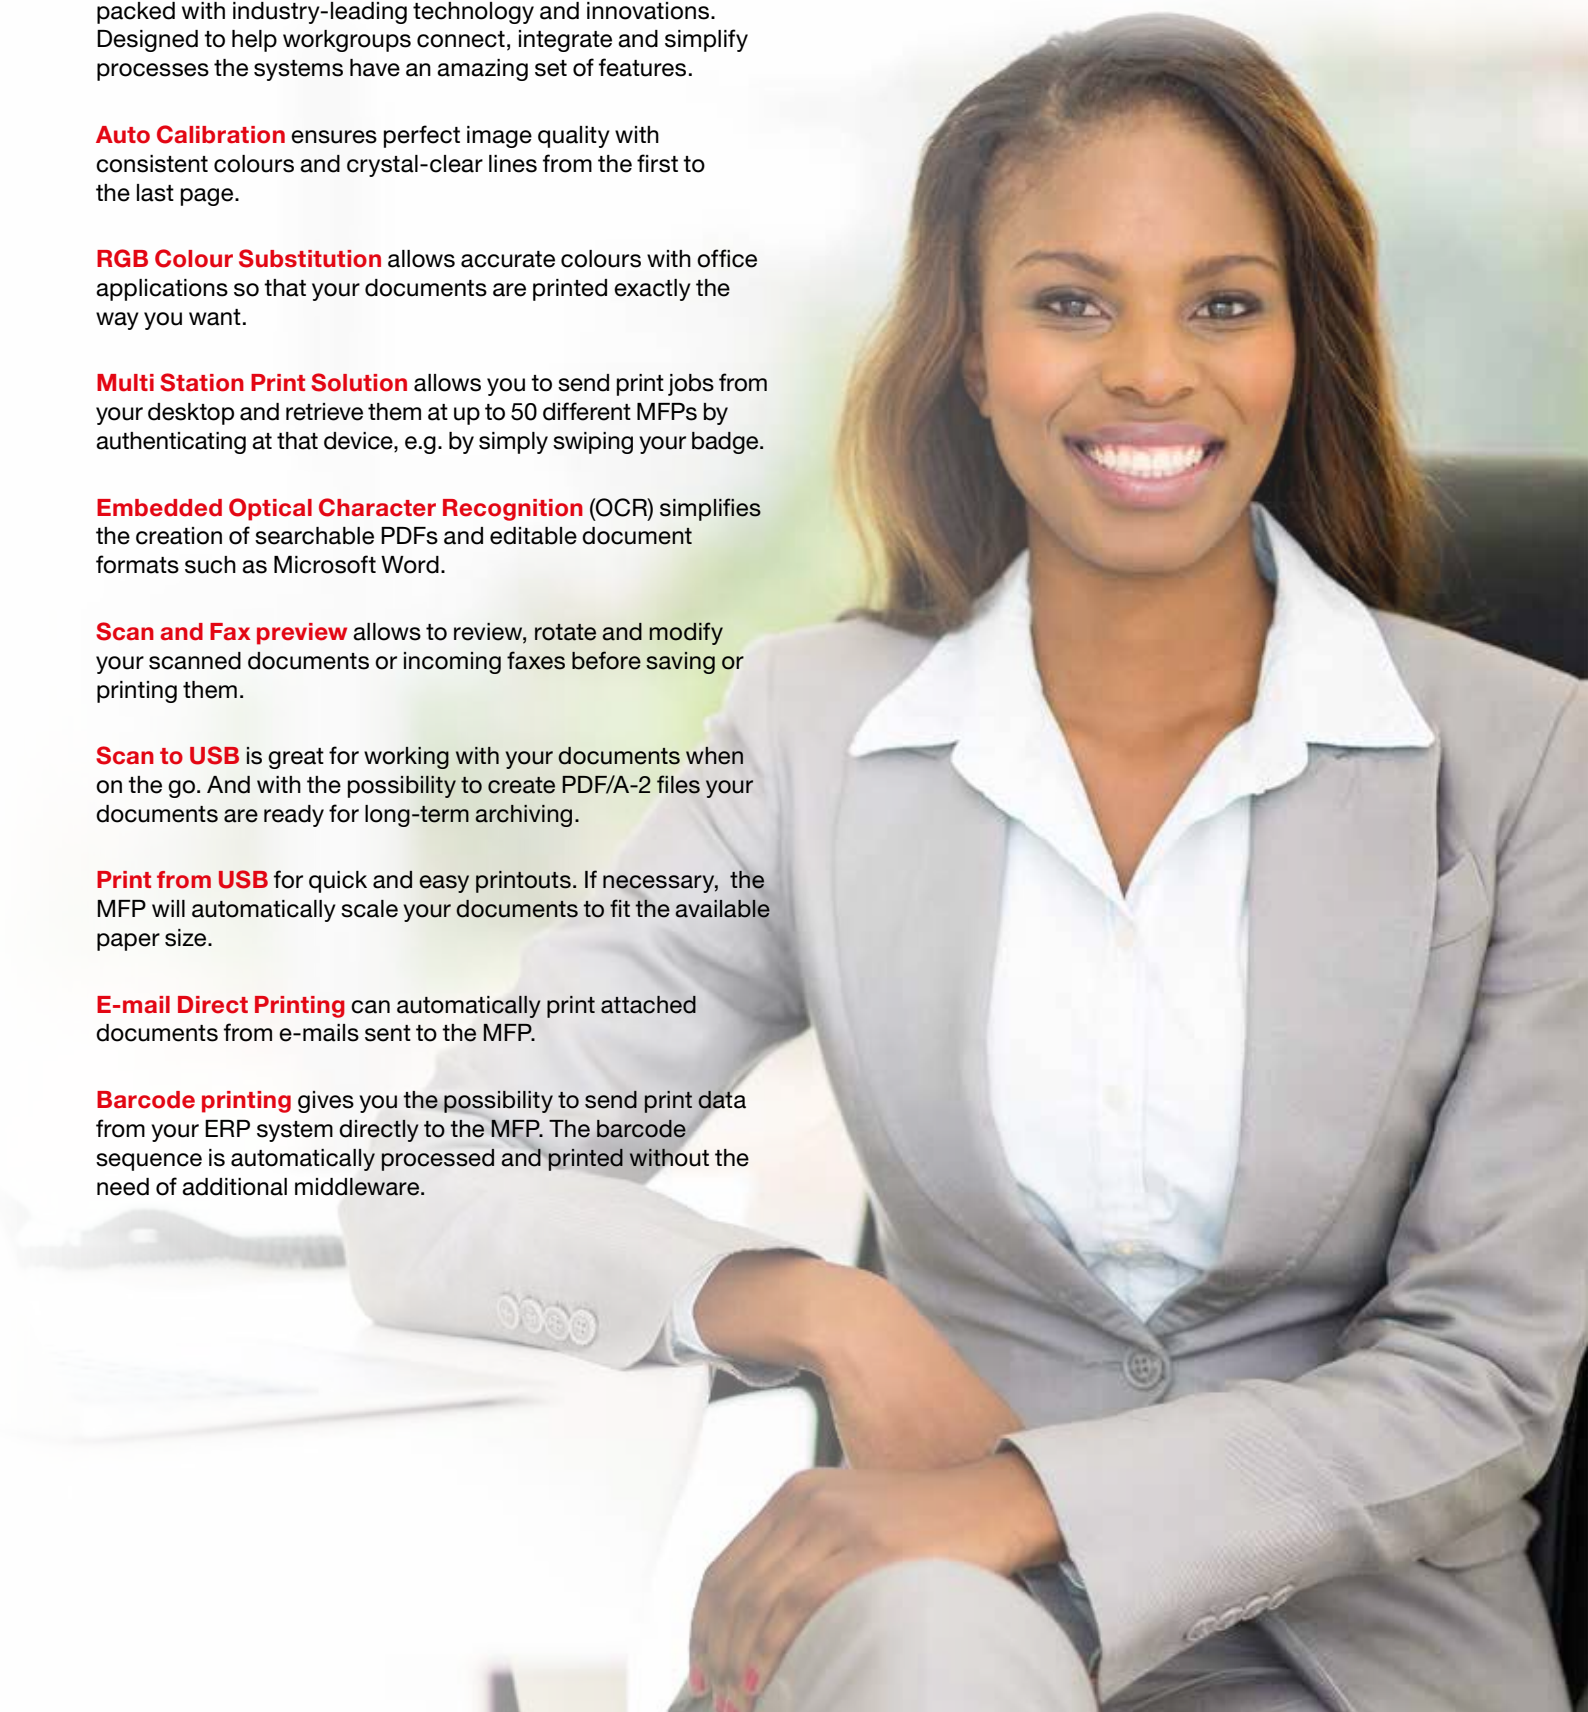 packed with industry-leading technology and innovations.
Designed to help workgroups connect, integrate and simplify
processes the systems have an amazing set of features.
Auto Calibration ensures perfect image quality with
consistent colours and crystal-clear lines from the first to
the last page.
RGB Colour Substitution allows accurate colours with office
applications so that your documents are printed exactly the
way you want.
Multi Station Print Solution allows you to send print jobs from
your desktop and retrieve them at up to 50 different MFPs by
authenticating at that device, e.g. by simply swiping your badge.
Embedded Optical Character Recognition (OCR) simplifies
the creation of searchable PDFs and editable document
formats such as Microsoft Word.
Scan and Fax preview allows to review, rotate and modify
your scanned documents or incoming faxes before saving or
printing them.
Scan to USB is great for working with your documents when
on the go. And with the possibility to create PDF/A-2 files your
documents are ready for long-term archiving.
Print from USB for quick and easy printouts. If necessary,  the
MFP will automatically scale your documents to fit the available
paper size.
E-mail Direct Printing can automatically print attached
documents from e-mails sent to the MFP.
Barcode printing gives you the possibility to send print data
from your ERP system directly to the MFP. The barcode
sequence is automatically processed and printed without the
need of additional middleware.